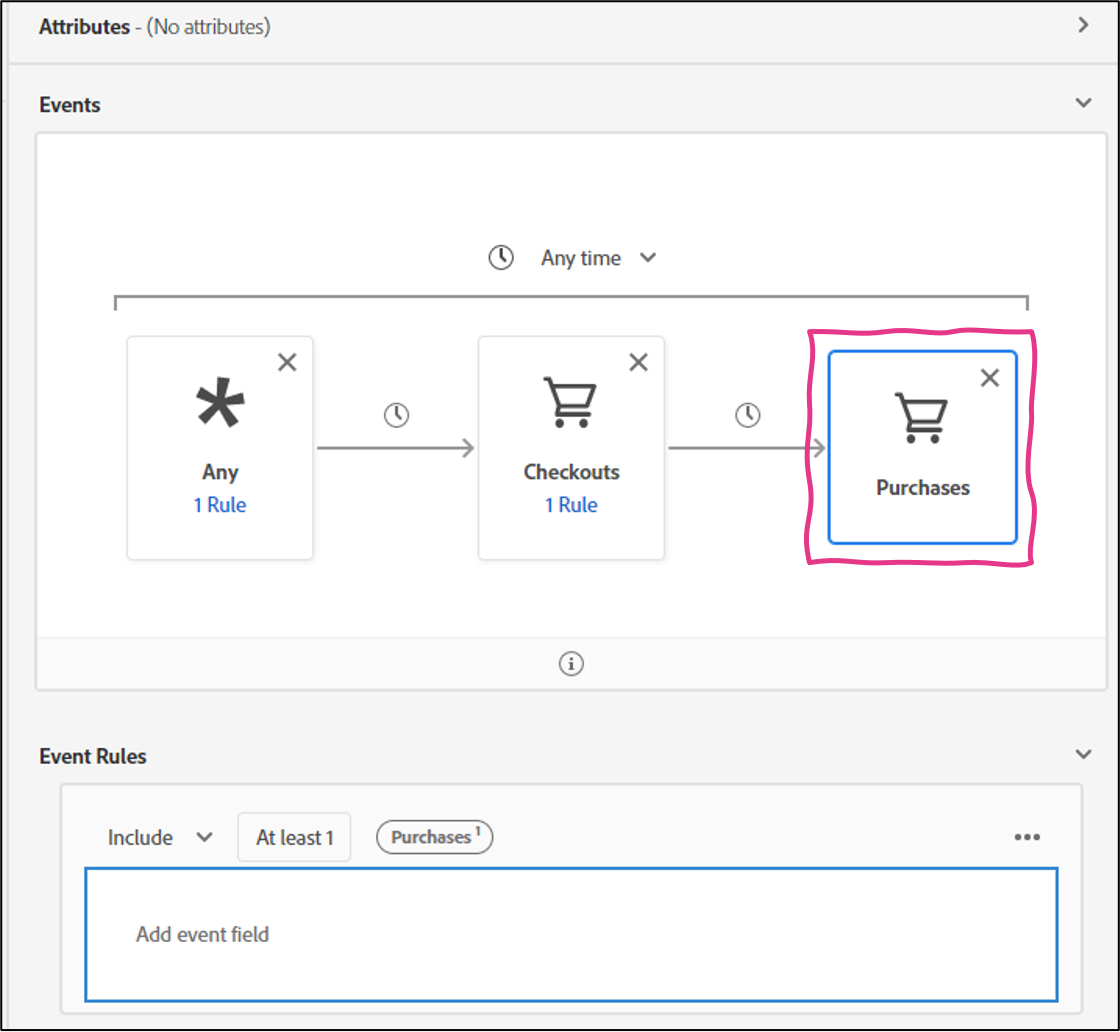 Attributes - (No attributes)
Events
Any time
Any
1 Rule
Checkouts
1 Rule
Purchases
Event Rules
Include At least 1 Purchases 1
Add event field